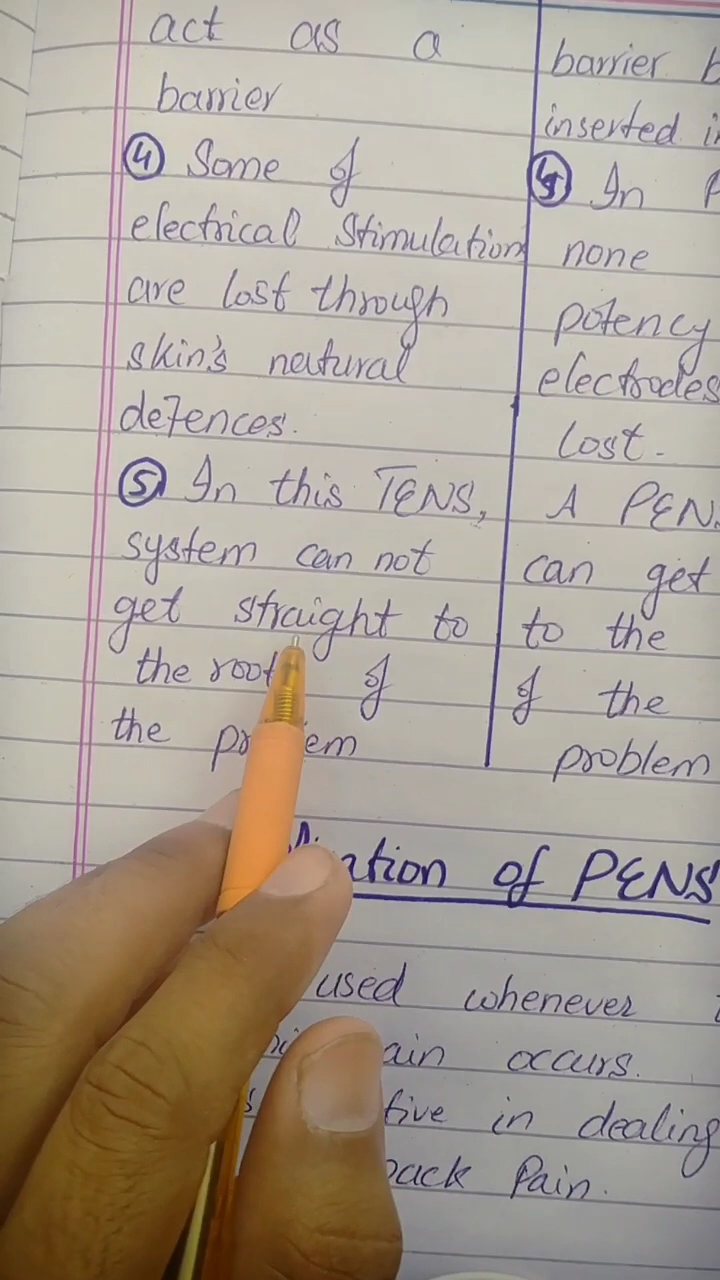 act as a
barrier
④ Some of
electrical Stimulation
are lost through
skin's natural
defences.
⑤ In this TENS,
system can not
get straight to
the root of
the
barrier
inserted
In
none
potency
electrodes
lost.
A PENS
can get
to the
of the
problem
of PENS
used whenever
occurs.
in dealing
Pain.